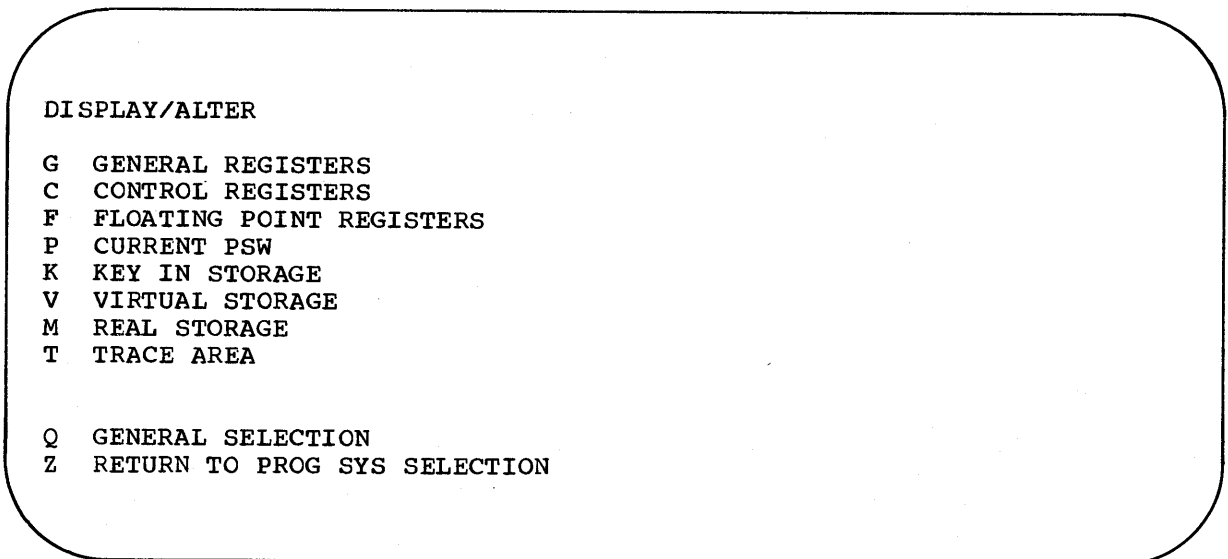 DISPLAY/ALTER
G GENERAL REGISTERS
C CONTROL REGISTERS
F FLOATING POINT REGISTERS
P CURRENT PSW
K KEY IN STORAGE
V VIRTUAL STORAGE
M REAL STORAGE
T TRACE AREA
Q GENERAL SELECTION
Z RETURN TO PROG SYS SELECTION